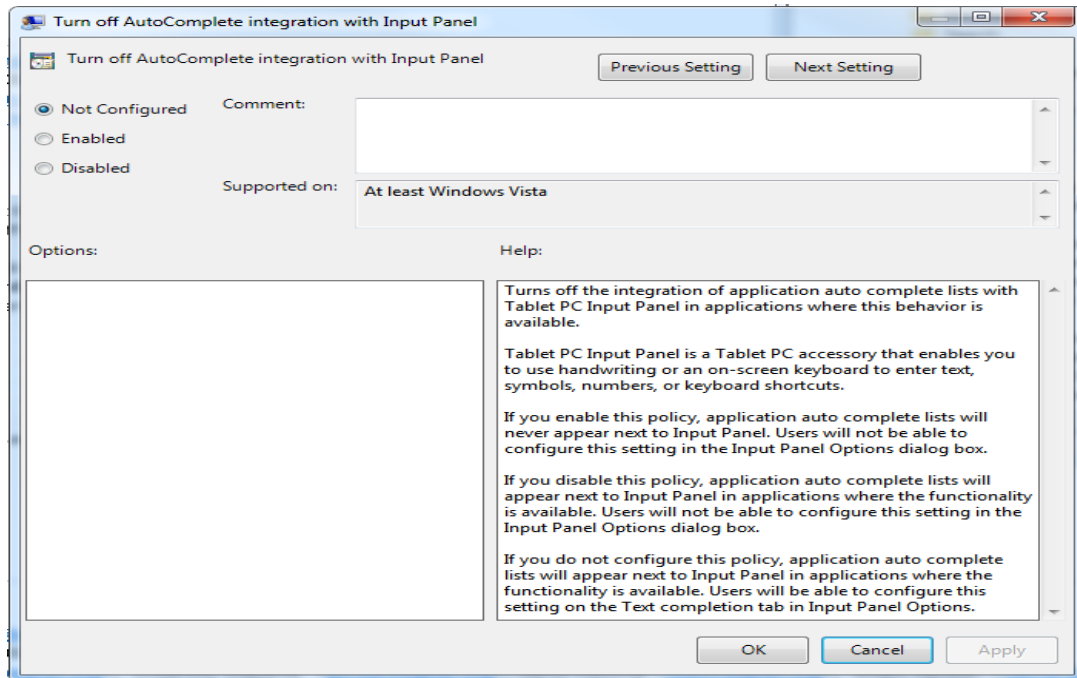 Turn off AutoComplete integration with Input Panel
Turn off AutoComplete integration with Input Panel
Previous Setting
Next Setting
Not Configured
Comment:
Enabled
Disabled
Supported on:
At least Windows Vista
Options:
Help:
Turns off the integration of application auto complete lists with
Tablet PC Input Panel in applications where this behavior is
available.
Tablet PC Input Panel is a Tablet PC accessory that enables you
to use handwriting or an on-screen keyboard to enter text,
symbols, numbers, or keyboard shortcuts.
If you enable this policy, application auto complete lists will
never appear next to Input Panel. Users will not be able to
configure this setting in the Input Panel Options dialog box.
If you disable this policy, application auto complete lists will
appear next to Input Panel in applications where the functionality
is available. Users will not be able to configure this setting in the
Input Panel Options dialog box.
If you do not configure this policy, application auto complete
lists will appear next to Input Panel in applications where the
functionality is available. Users will be able to configure this
setting on the Text completion tab in Input Panel Options.
OK
Cancel
Apply